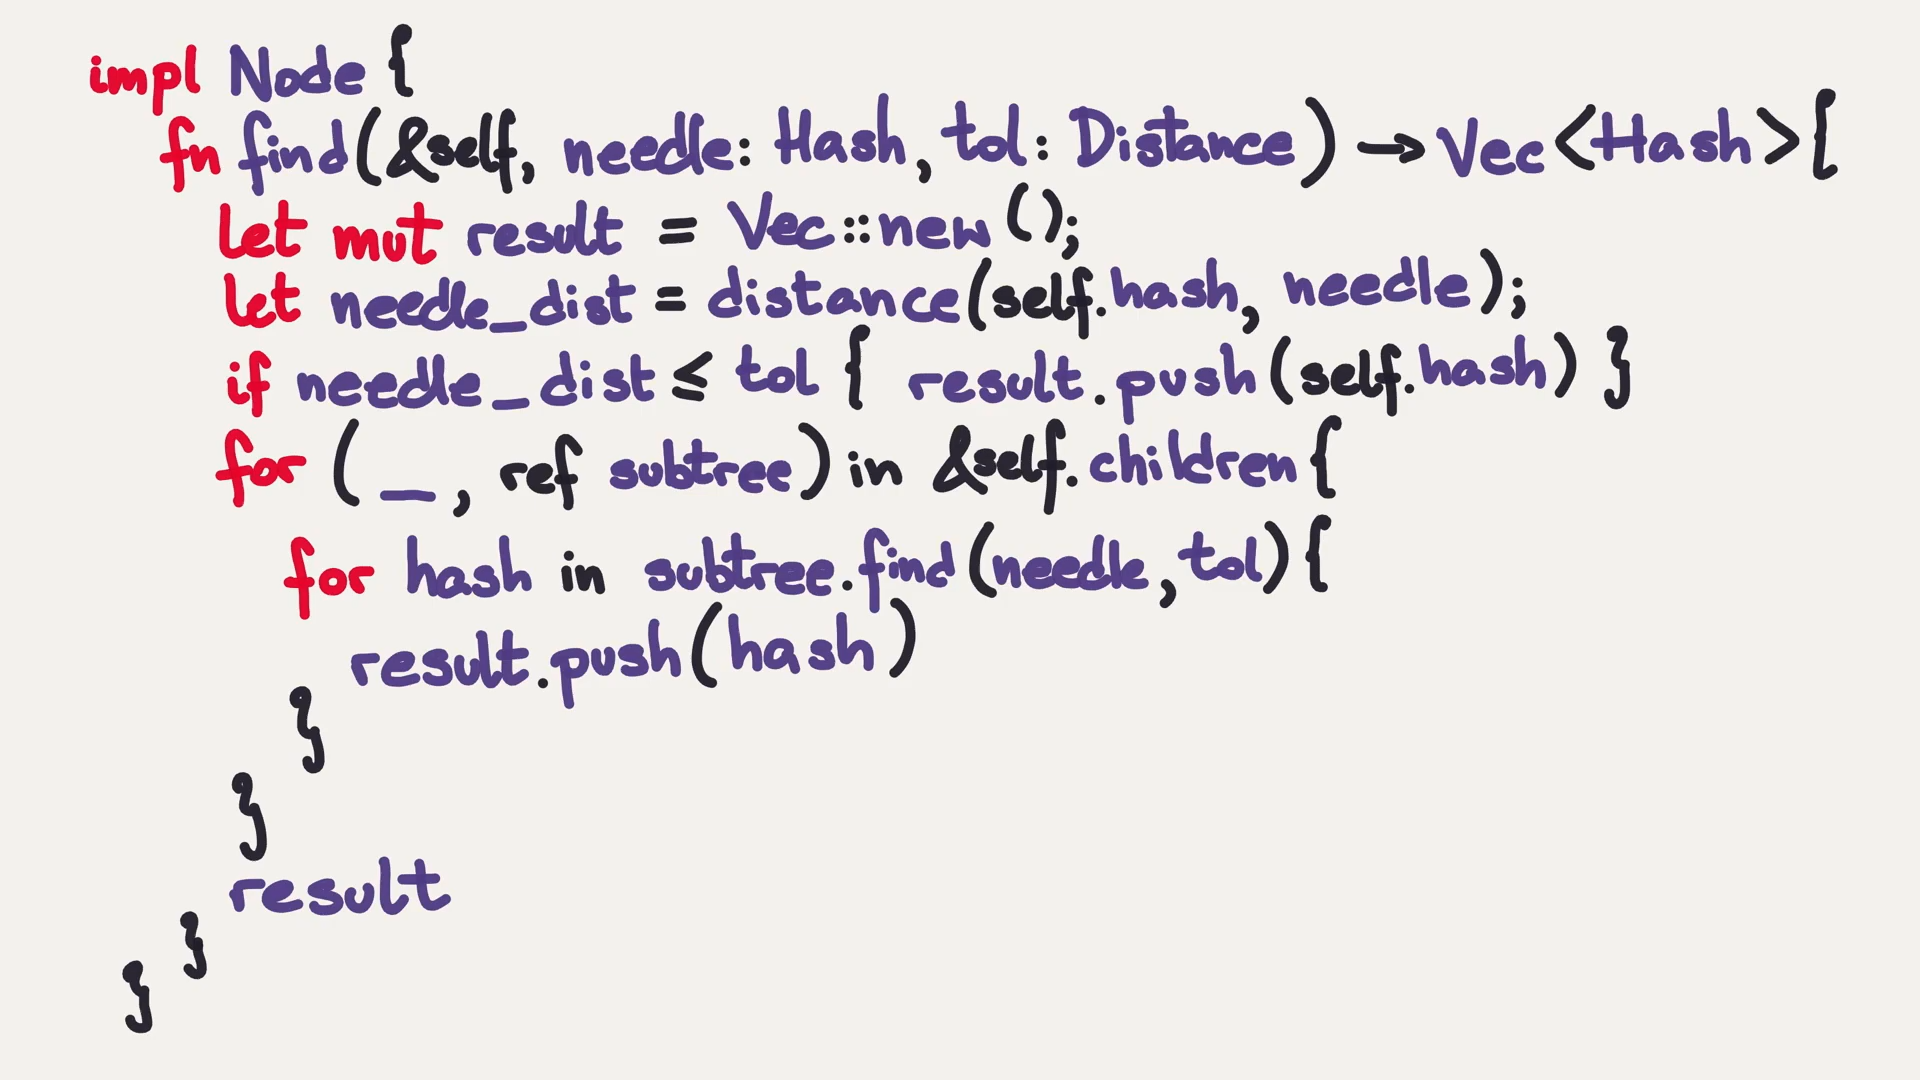 impl Node {
fn find(&self, needle: Hash, tol: Distance) → Vec<Hash>{
let mut result = Vec::new();
let needle_dist = distance(self.hash, needle);
if needle_dist ≤ tol { result.push(self.hash) }
for (_, ref subtree) in &self.children {
for hash in subtree.find(needle, tol) {
result.push(hash)
}
}
result
}
}